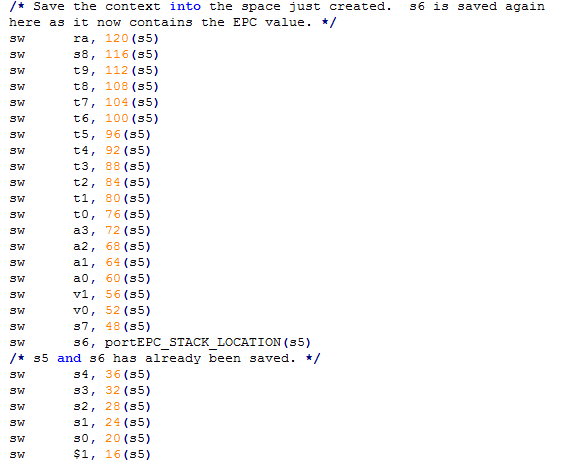 /* Save the context into the space just created.  s6 is saved again
here as it now contains the EPC value. */
sw ra, 120(s5)
sw s8, 116(s5)
sw t9, 112(s5)
sw t8, 108(s5)
sw t7, 104(s5)
sw t6, 100(s5)
sw t5, 96(s5)
sw t4, 92(s5)
sw t3, 88(s5)
sw t2, 84(s5)
sw t1, 80(s5)
sw t0, 76(s5)
sw a3, 72(s5)
sw a2, 68(s5)
sw a1, 64(s5)
sw a0, 60(s5)
sw v1, 56(s5)
sw v0, 52(s5)
sw s7, 48(s5)
sw s6, portEPC_STACK_LOCATION(s5)
/* s5 and s6 has already been saved. */
sw s4, 36(s5)
sw s3, 32(s5)
sw s2, 28(s5)
sw s1, 24(s5)
sw s0, 20(s5)
sw $1, 16(s5)